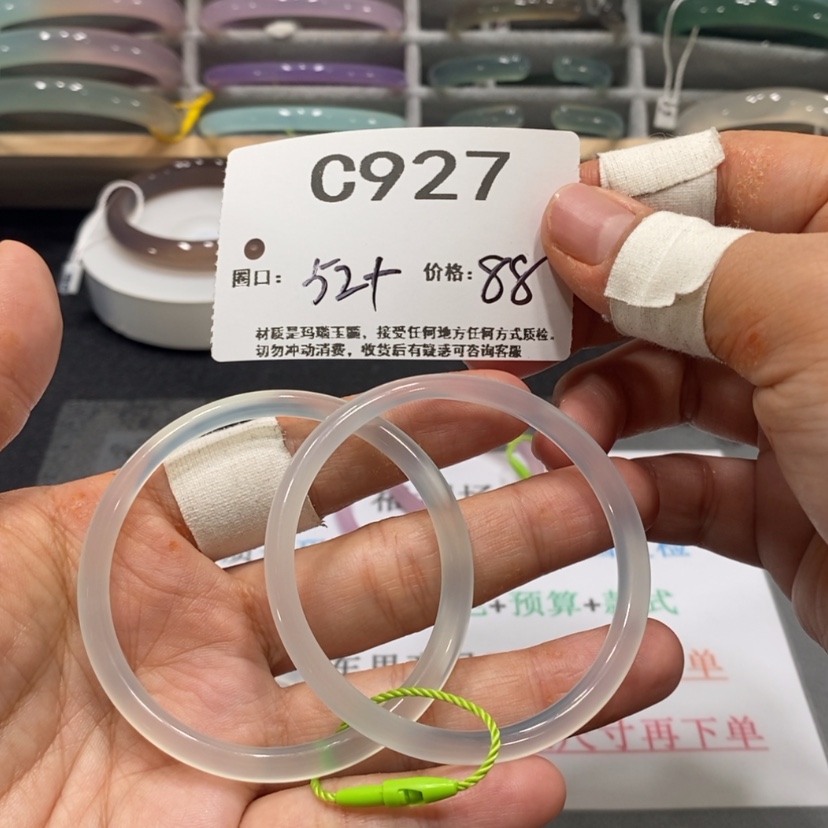 C927
圈口: 52+ 价格: 88
材质是玛瑙玉髓，接受任何地方任何方式质检。
切勿冲动消费，收货后有疑惑可咨询客服
+预算+款式
单
尺寸再下单